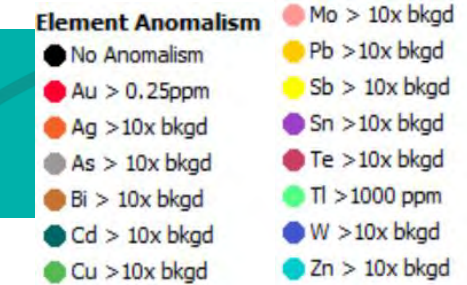 Element Anomalism
No Anomalism
Au > 0.25ppm
Ag >10x bkgd
As > 10x bkgd
Bi > 10x bkgd
Cd > 10x bkgd
Cu >10x bkgd
Mo > 10x bkgd
Pb >10x bkgd
Sb > 10x bkgd
Sn >10x bkgd
Te >10x bkgd
Tl >1000 ppm
W >10x bkgd
Zn > 10x bkgd